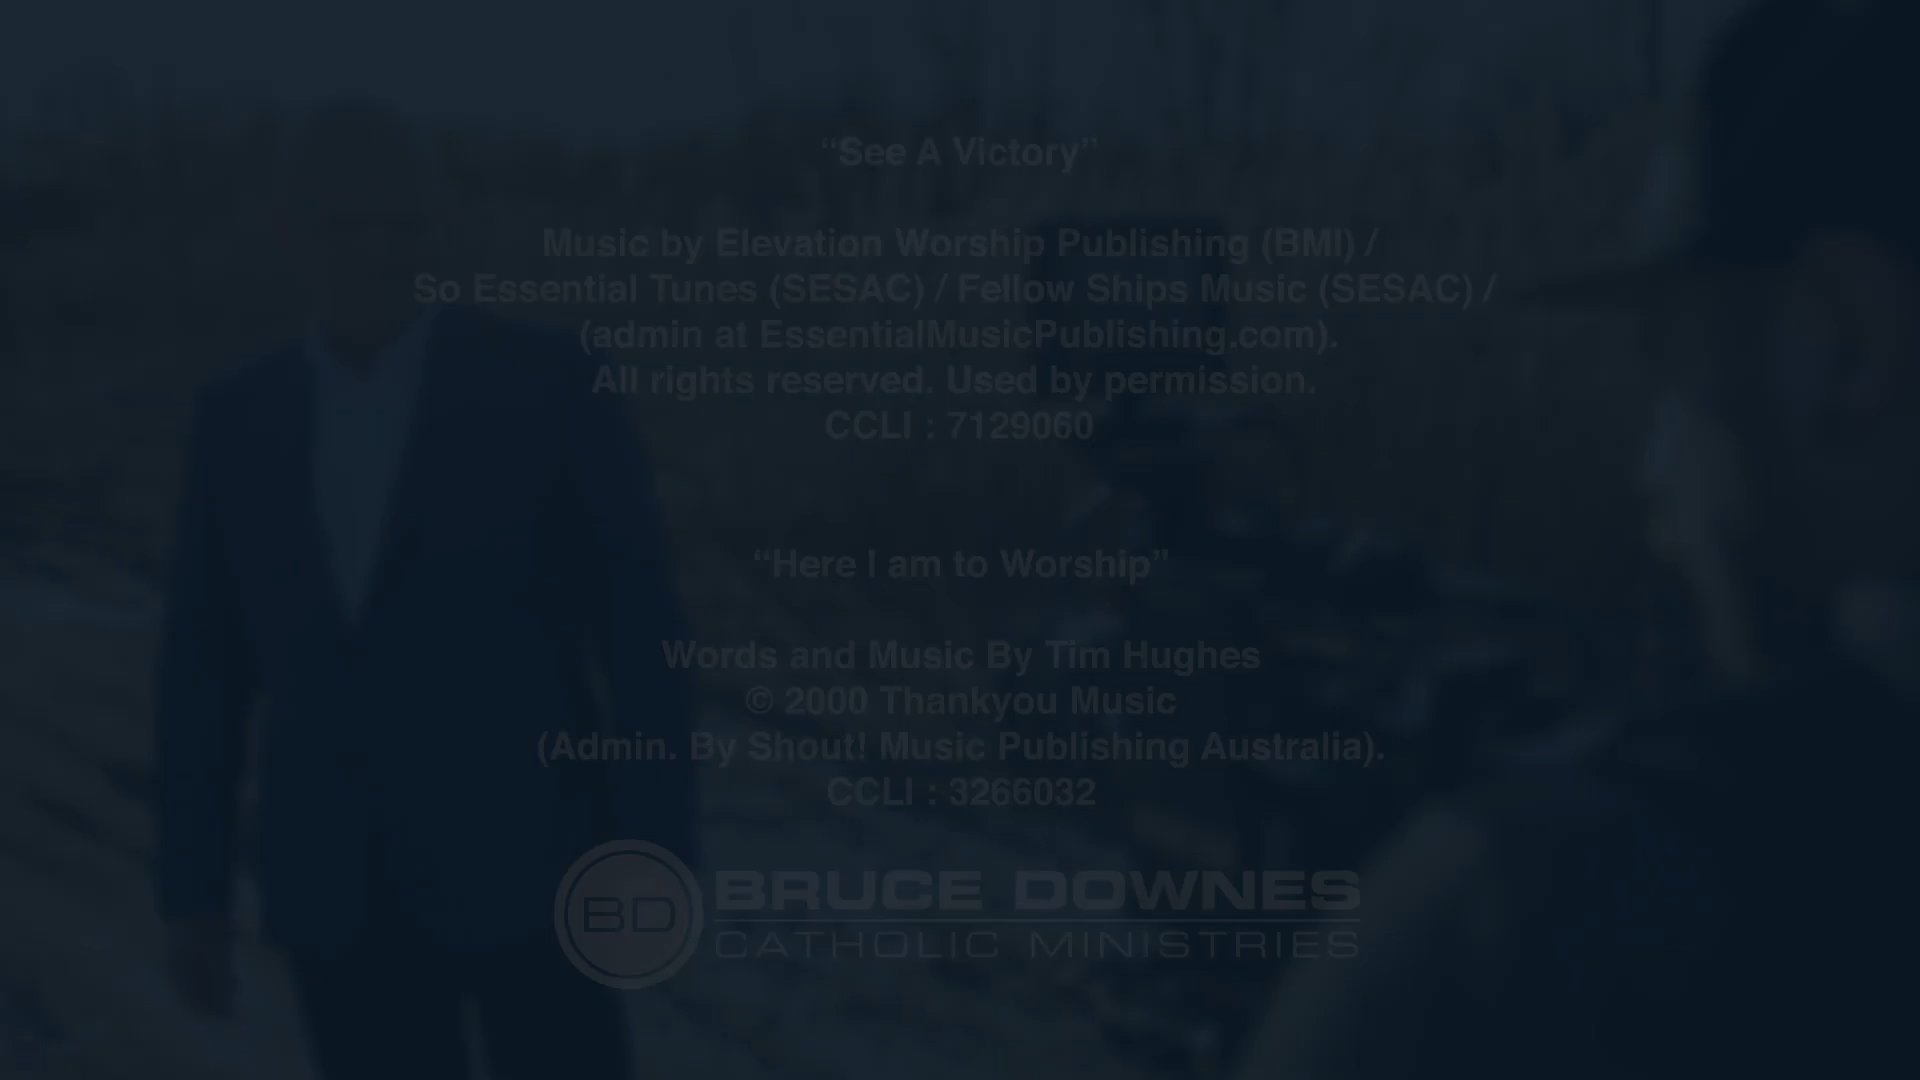 “See A Victory”
Music by Elevation Worship Publishing (BMI) /
So Essential Tunes (SESAC) / Fellow Ships Music (SESAC) /
(admin at EssentialMusicPublishing.com).
All rights reserved. Used by permission.
CCLI : 7129060
“Here I am to Worship”
Words and Music By Tim Hughes
© 2000 Thankyou Music
(Admin. By Shout! Music Publishing Australia).
CCLI : 3266032
BD BRUCE DOWNES
CATHOLIC MINISTRIES